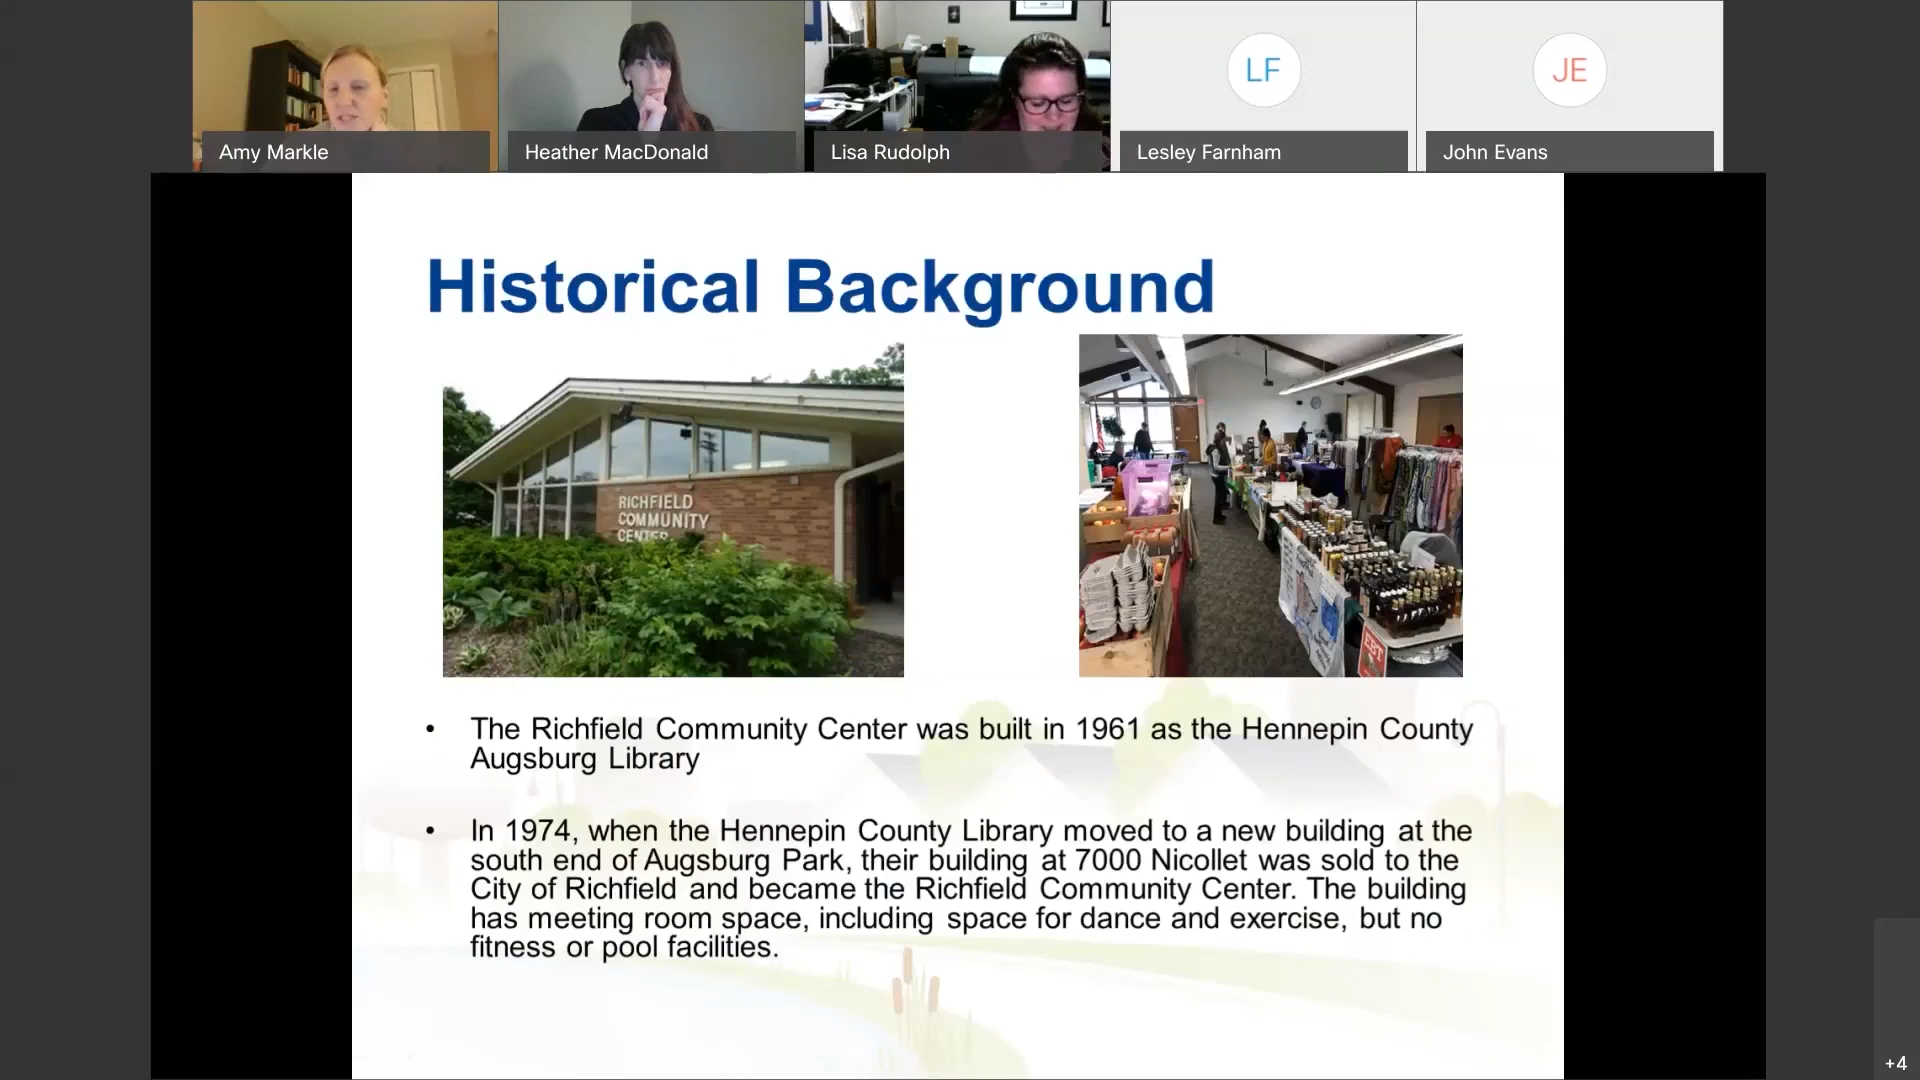 LF
JE
Amy Markle
Heather MacDonald
Lisa Rudolph
Lesley Farnham
John Evans
Historical Background
RICHFIELD
COMMUNITY
CENTER
EBT
• The Richfield Community Center was built in 1961 as the Hennepin County
Augsburg Library
• In 1974, when the Hennepin County Library moved to a new building at the
south end of Augsburg Park, their building at 7000 Nicollet was sold to the
City of Richfield and became the Richfield Community Center. The building
has meeting room space, including space for dance and exercise, but no
fitness or pool facilities.
+4